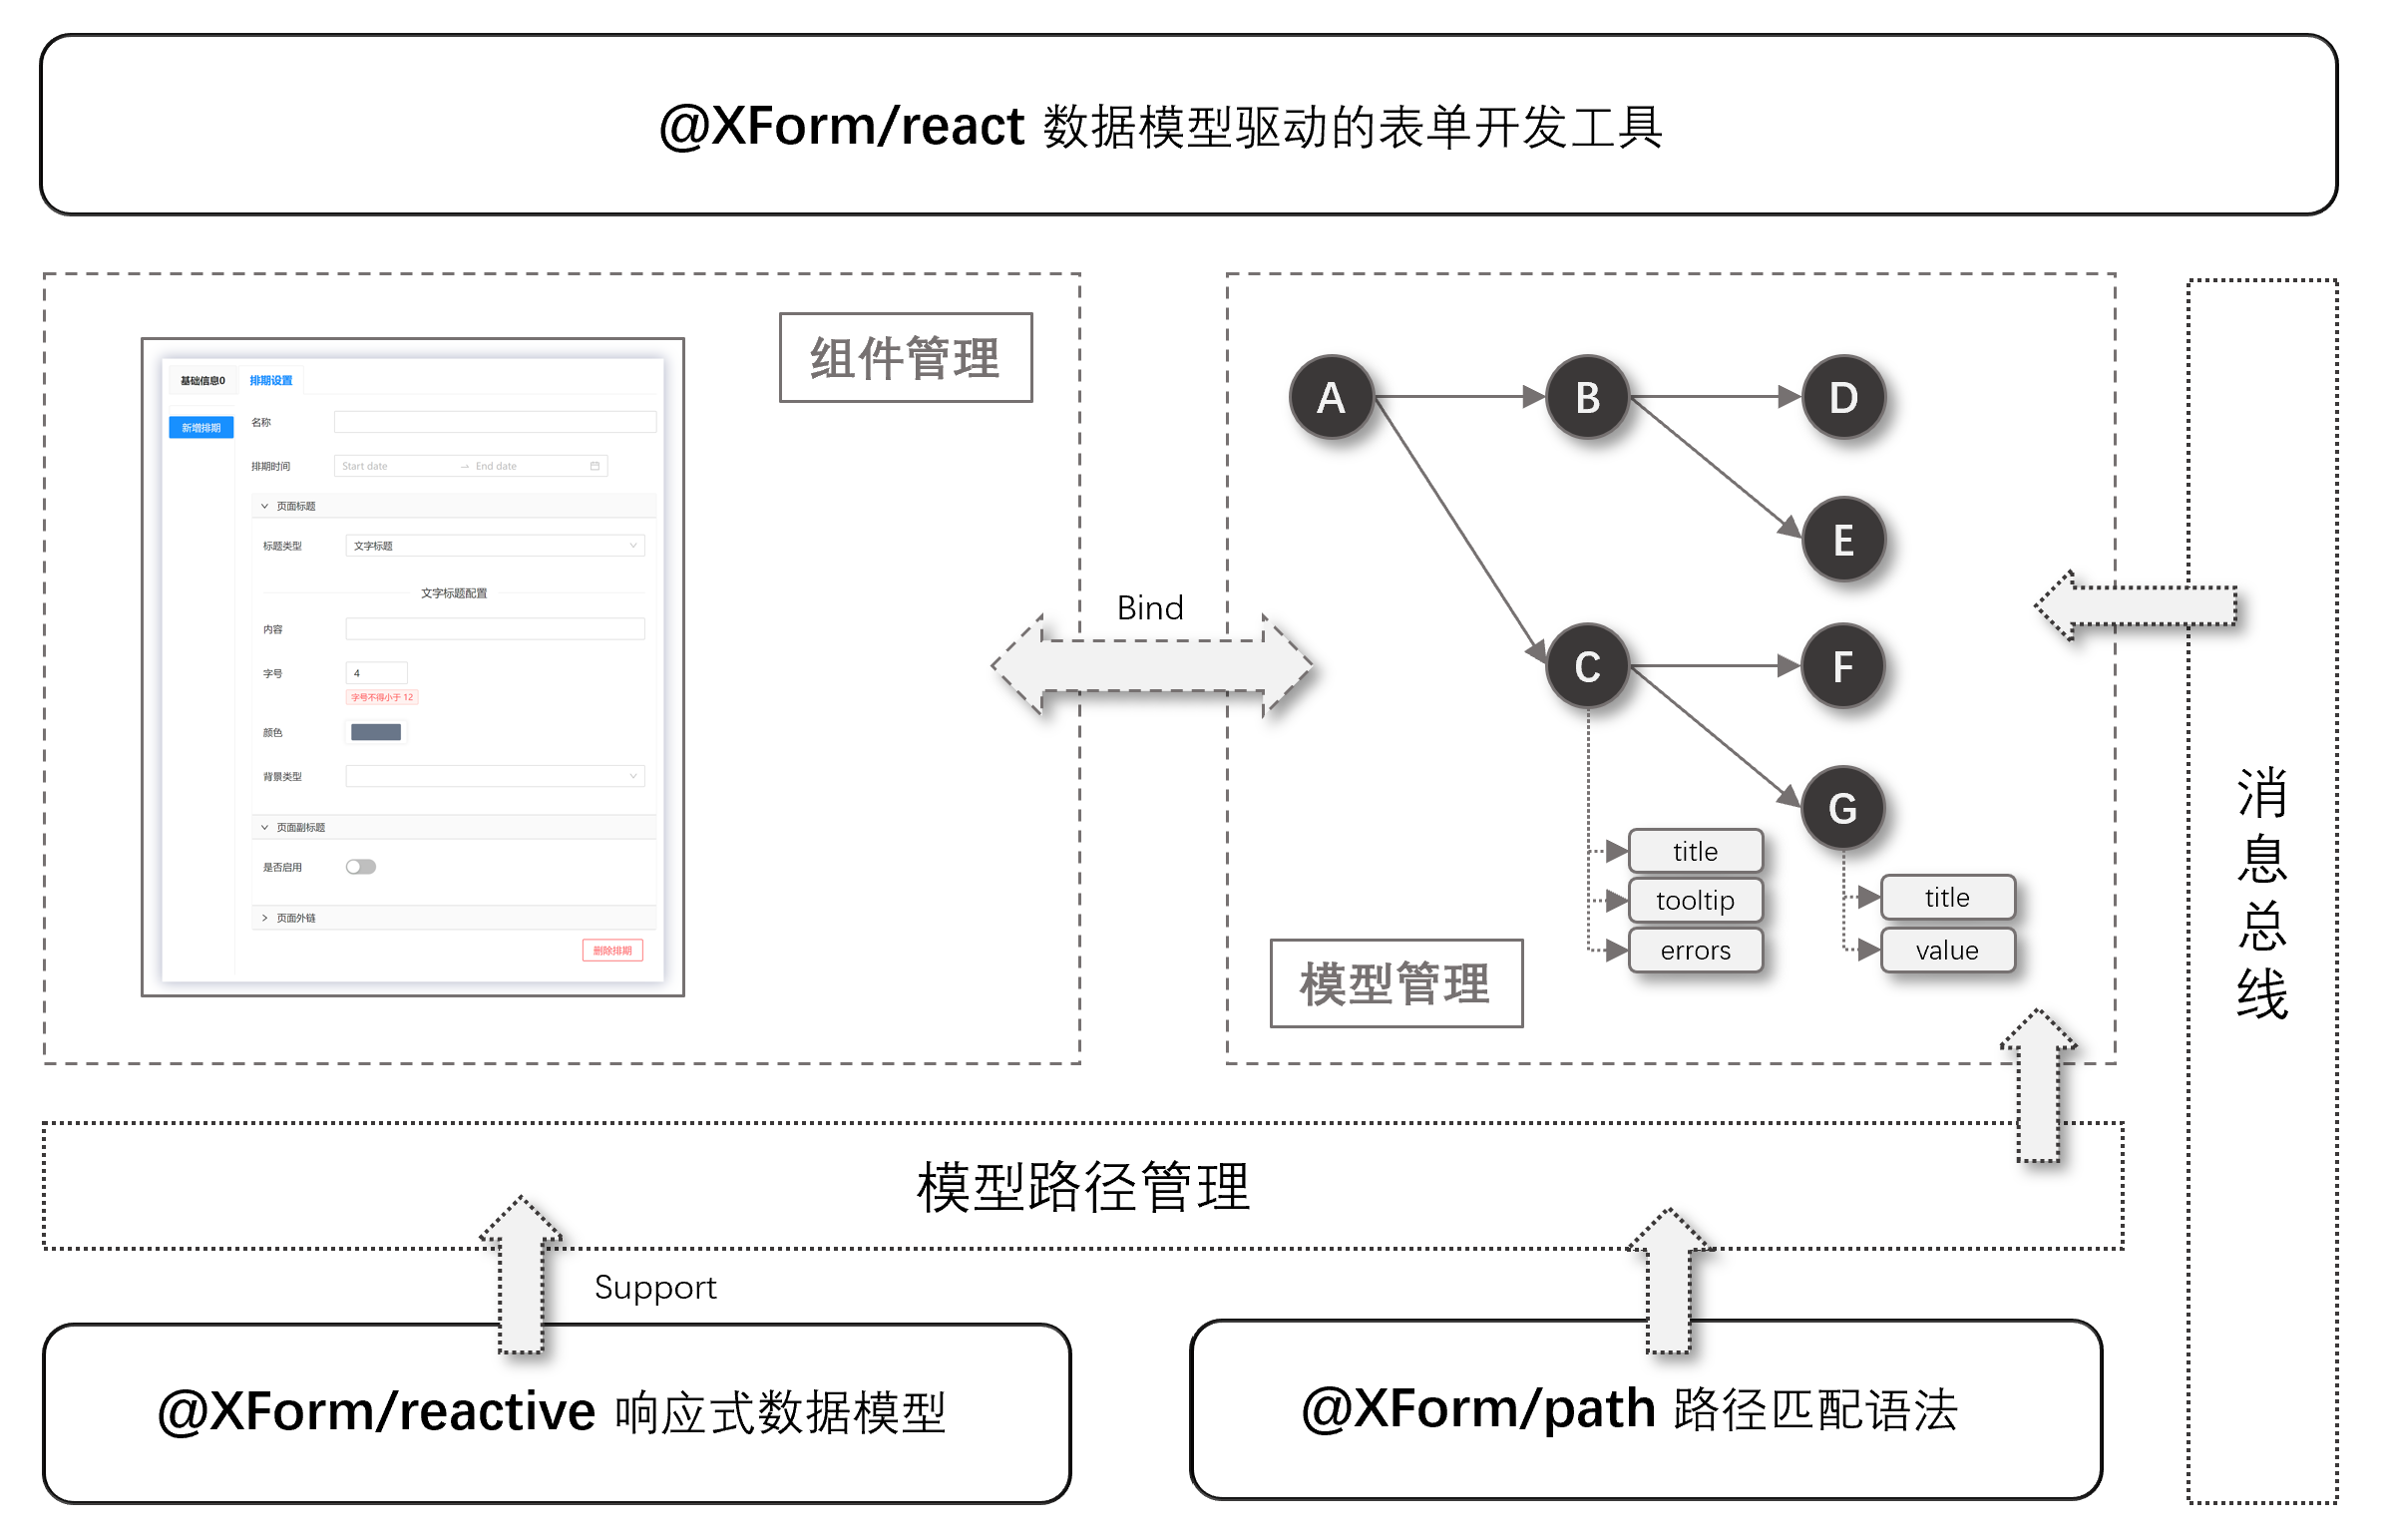 @XForm/react 数据模型驱动的表单开发工具
组件管理
基础信息0 排期设置
新增排期
名称
排期时间 Start date → End date
页面标题
标题类型 文字标题
文字标题配置
内容
字号 4
字号不得小于 12
颜色
背景类型
页面副标题
是否启用
页面外链
删除排期
Bind
A
B
D
E
C
F
G
title
tooltip
errors
title
value
模型管理
消息总线
模型路径管理
Support
@XForm/reactive 响应式数据模型
@XForm/path 路径匹配语法